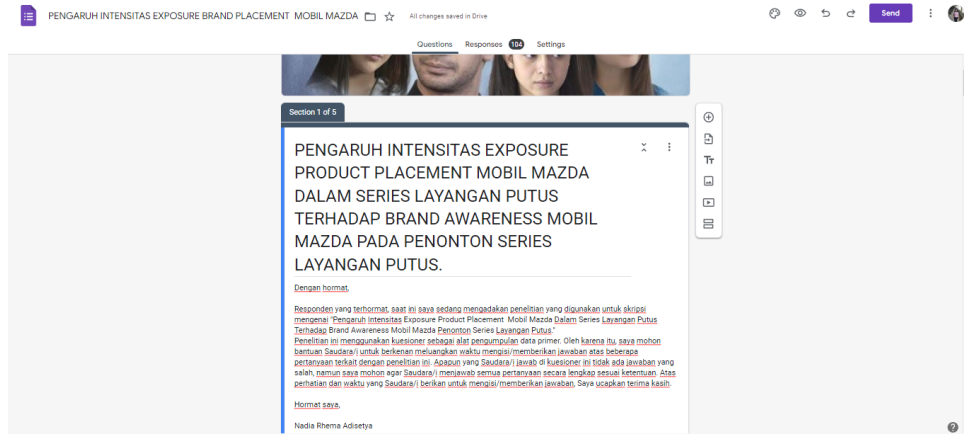 PENGARUH INTENSITAS EXPOSURE BRAND PLACEMENT MOBIL MAZDA
All changes saved in Drive
Send
Questions
Responses 104
Settings
Section 1 of 5
PENGARUH INTENSITAS EXPOSURE
PRODUCT PLACEMENT MOBIL MAZDA
DALAM SERIES LAYANGAN PUTUS
TERHADAP BRAND AWARENESS MOBIL
MAZDA PADA PENONTON SERIES
LAYANGAN PUTUS.
Dengan hormat,
Responden yang terhormat, saat ini saya sedang mengadakan penelitian yang digunakan untuk skripsi
mengenai "Pengaruh Intensitas Exposure Product Placement Mobil Mazda Dalam Series Layangan Putus
Terhadap Brand Awareness Mobil Mazda Penonton Series Layangan Putus."
Penelitian ini menggunakan kuesioner sebagai alat pengumpulan data primer. Oleh karena itu, saya mohon
bantuan Saudara/i untuk berkenan meluangkan waktu mengisi/memberikan jawaban atas beberapa
pertanyaan terkait dengan penelitian ini. Apapun yang Saudara/i jawab di kuesioner ini tidak ada jawaban yang
salah, namun saya mohon agar Saudara/i menjawab semua pertanyaan secara lengkap sesuai ketentuan. Atas
perhatian dan waktu yang Saudara/i berikan untuk mengisi/memberikan jawaban, Saya ucapkan terima kasih.
Hormat saya,
Nadia Rhema Adisetya